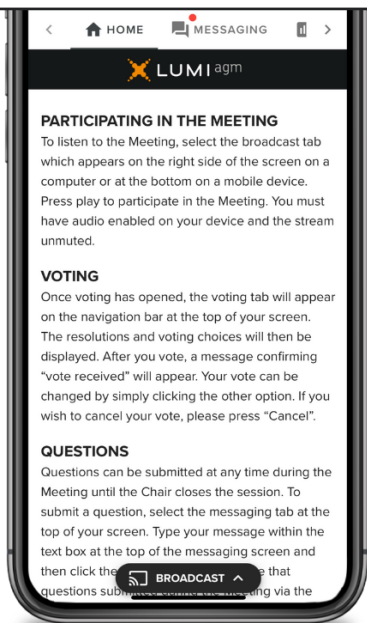 HOME MESSAGING
LUMI agm
PARTICIPATING IN THE MEETING
To listen to the Meeting, select the broadcast tab
which appears on the right side of the screen on a
computer or at the bottom on a mobile device.
Press play to participate in the Meeting. You must
have audio enabled on your device and the stream
unmuted.
VOTING
Once voting has opened, the voting tab will appear
on the navigation bar at the top of your screen.
The resolutions and voting choices will then be
displayed. After you vote, a message confirming
“vote received” will appear. Your vote can be
changed by simply clicking the other option. If you
wish to cancel your vote, please press “Cancel”.
QUESTIONS
Questions can be submitted at any time during the
Meeting until the Chair closes the session. To
submit a question, select the messaging tab at the
top of your screen. Type your message within the
text box at the top of the messaging screen and
then click the that
BROADCAST
questions via the